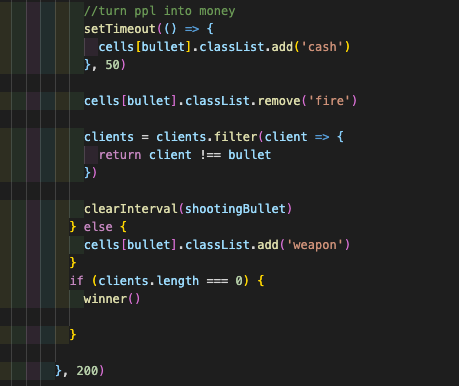 //turn ppl into money
setTimeout(() => {
cells[bullet].classList.add('cash')
}, 50)
cells[bullet].classList.remove('fire')
clients = clients.filter(client => {
return client !== bullet
})
clearInterval(shootingBullet)
} else {
cells[bullet].classList.add('weapon')
}
if (clients.length === 0) {
winner()
}
}, 200)